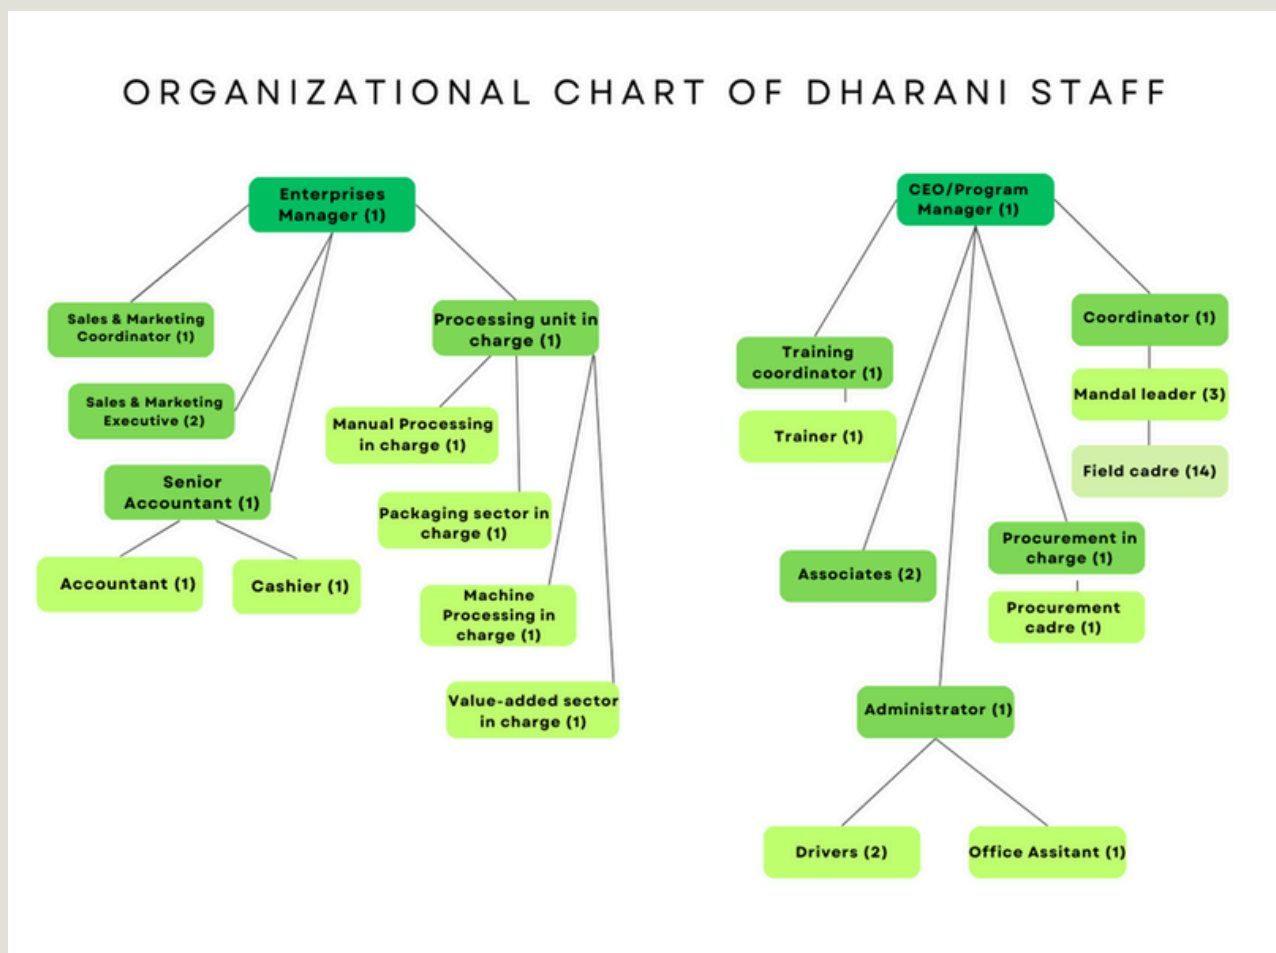 ORGANIZATIONAL CHART OF DHARANI STAFF
Enterprises
Manager (1)
Sales & Marketing
Coordinator (1)
Sales & Marketing
Executive (2)
Senior
Accountant (1)
Accountant (1)
Cashier (1)
Processing unit in
charge (1)
Manual Processing
in charge (1)
Packaging sector in
charge (1)
Machine
Processing in
charge (1)
Value-added sector
in charge (1)
CEO/Program
Manager (1)
Training
coordinator (1)
Trainer (1)
Associates (2)
Administrator (1)
Drivers (2)
Office Assitant (1)
Procurement in
charge (1)
Procurement
cadre (1)
Coordinator (1)
Mandal leader (3)
Field cadre (14)